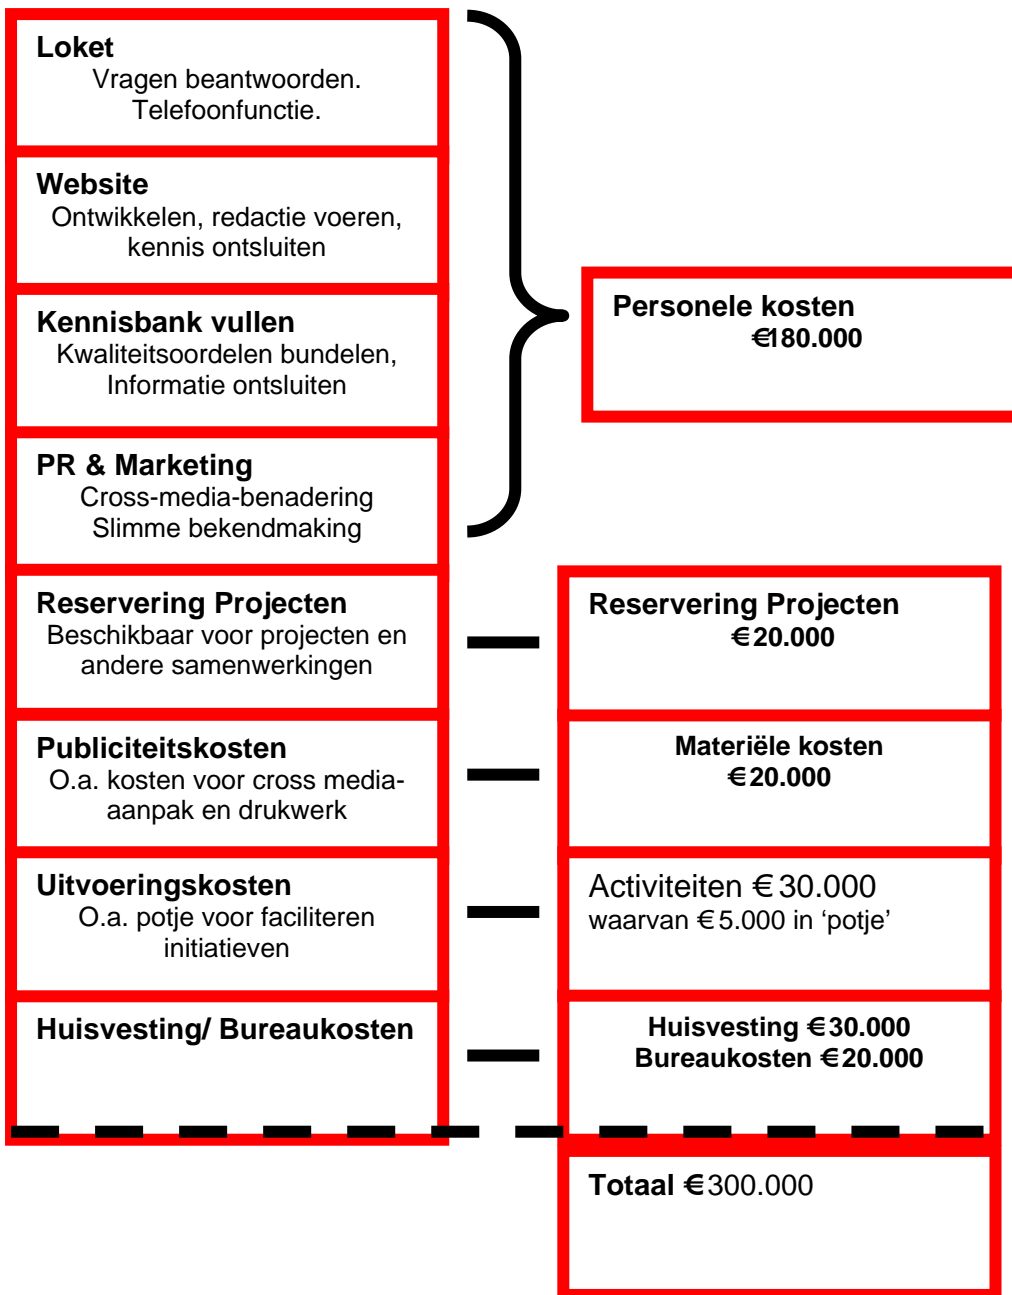 Loket
Vragen beantwoorden.
Telefoonfunctie.
Website
Ontwikkelen, redactie voeren,
kennis ontsluiten
Kennisbank vullen
Kwaliteitsoordelen bundelen,
Informatie ontsluiten
PR & Marketing
Cross-media-benadering
Slimme bekendmaking
Personele kosten
€180.000
Reservering Projecten
Beschikbaar voor projecten en
andere samenwerkingen
Reservering Projecten
€20.000
Publiciteitskosten
O.a. kosten voor cross media-
aanpak en drukwerk
Materiële kosten
€20.000
Uitvoeringskosten
O.a. potje voor faciliteren
initiatieven
Activiteiten €30.000
waarvan €5.000 in ‘potje’
Huisvesting/ Bureaukosten
Huisvesting €30.000
Bureaukosten €20.000
Totaal €300.000